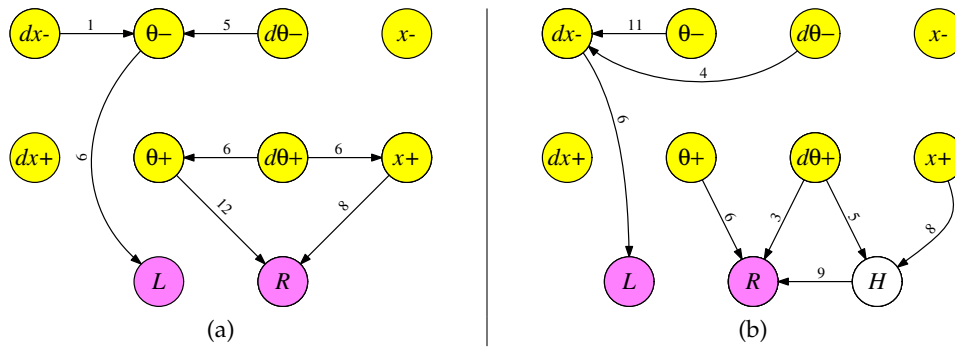 dx- 1 θ− 5 dθ− x-
6
dx+ θ+ 6 dθ+ 6 x+
12 8
L R
(a)
dx- 11 θ− dθ− x-
4
6
dx+ θ+ dθ+ x+
6 3 5 8
L R 9 H
(b)